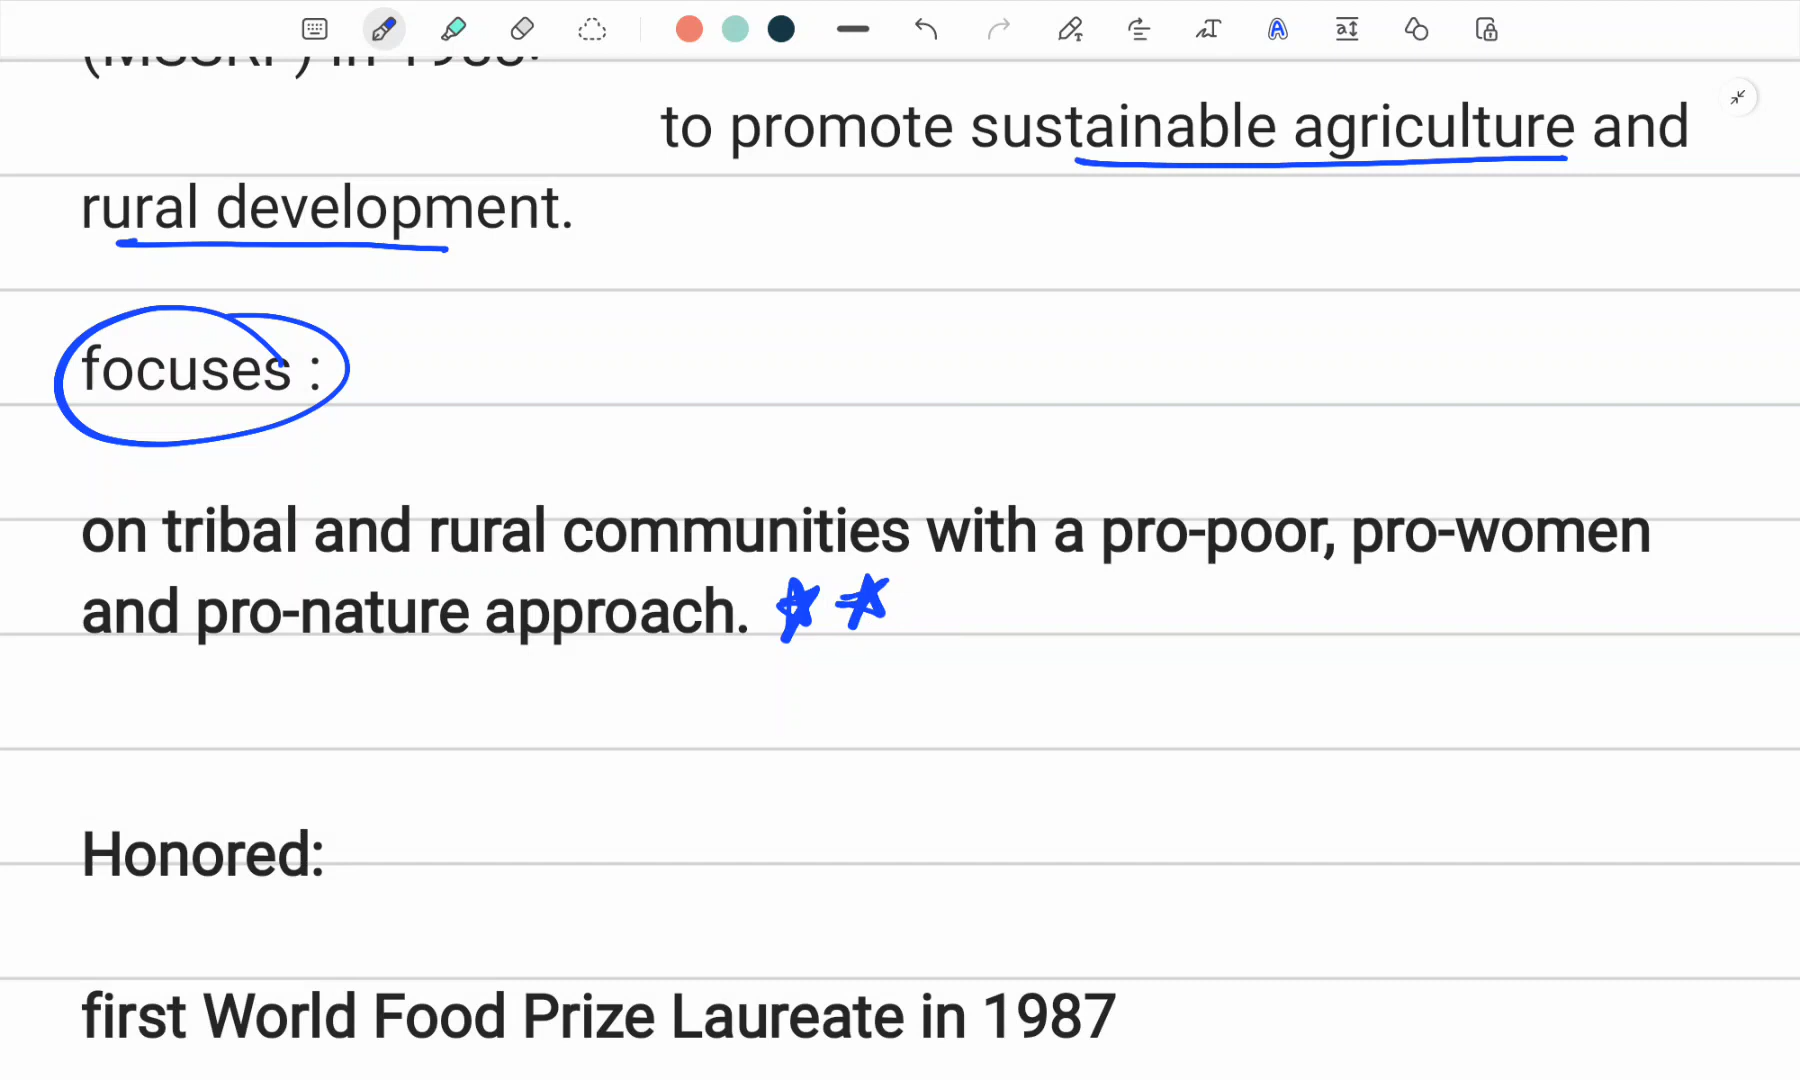 to promote sustainable agriculture and
rural development.
focuses :
on tribal and rural communities with a pro-poor, pro-women
and pro-nature approach.
Honored:
first World Food Prize Laureate in 1987